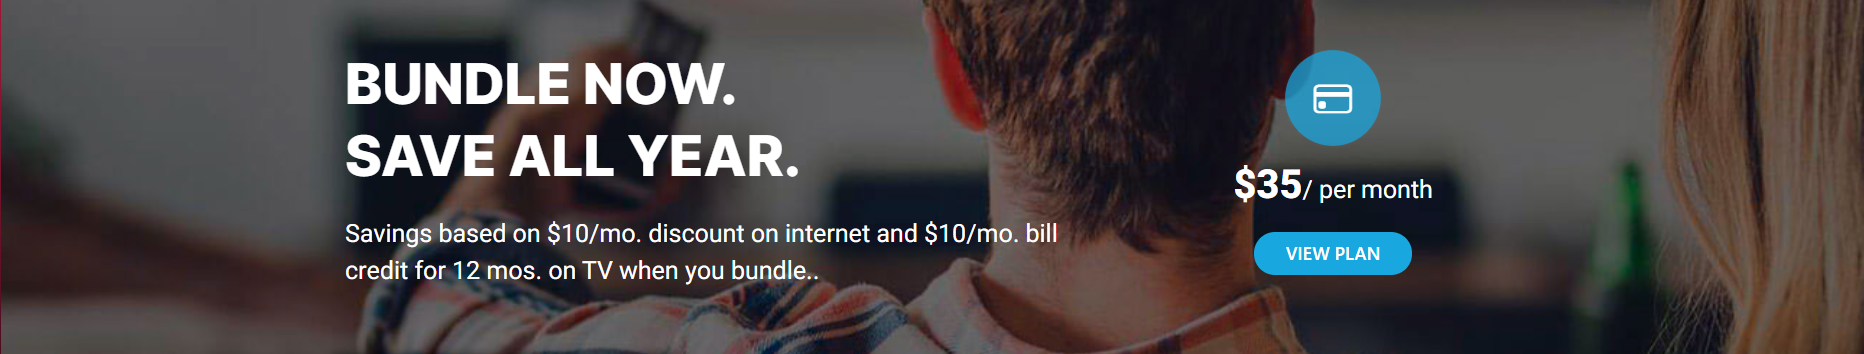 BUNDLE NOW.
SAVE ALL YEAR.
Savings based on $10/mo. discount on internet and $10/mo. bill
credit for 12 mos. on TV when you bundle..
$35/ per month
VIEW PLAN